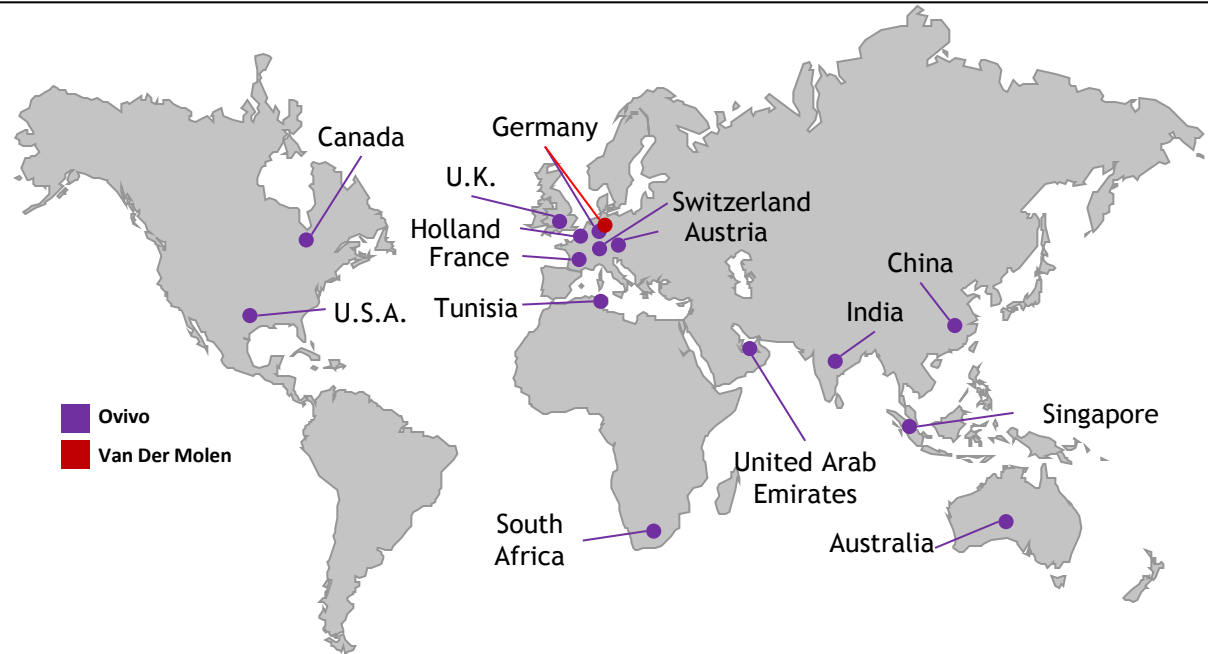 Canada
Germany
U.K.
Switzerland
Holland
Austria
France
China
Tunisia
U.S.A.
India
Ovivo
Van Der Molen
Singapore
United Arab
Emirates
South
Africa
Australia